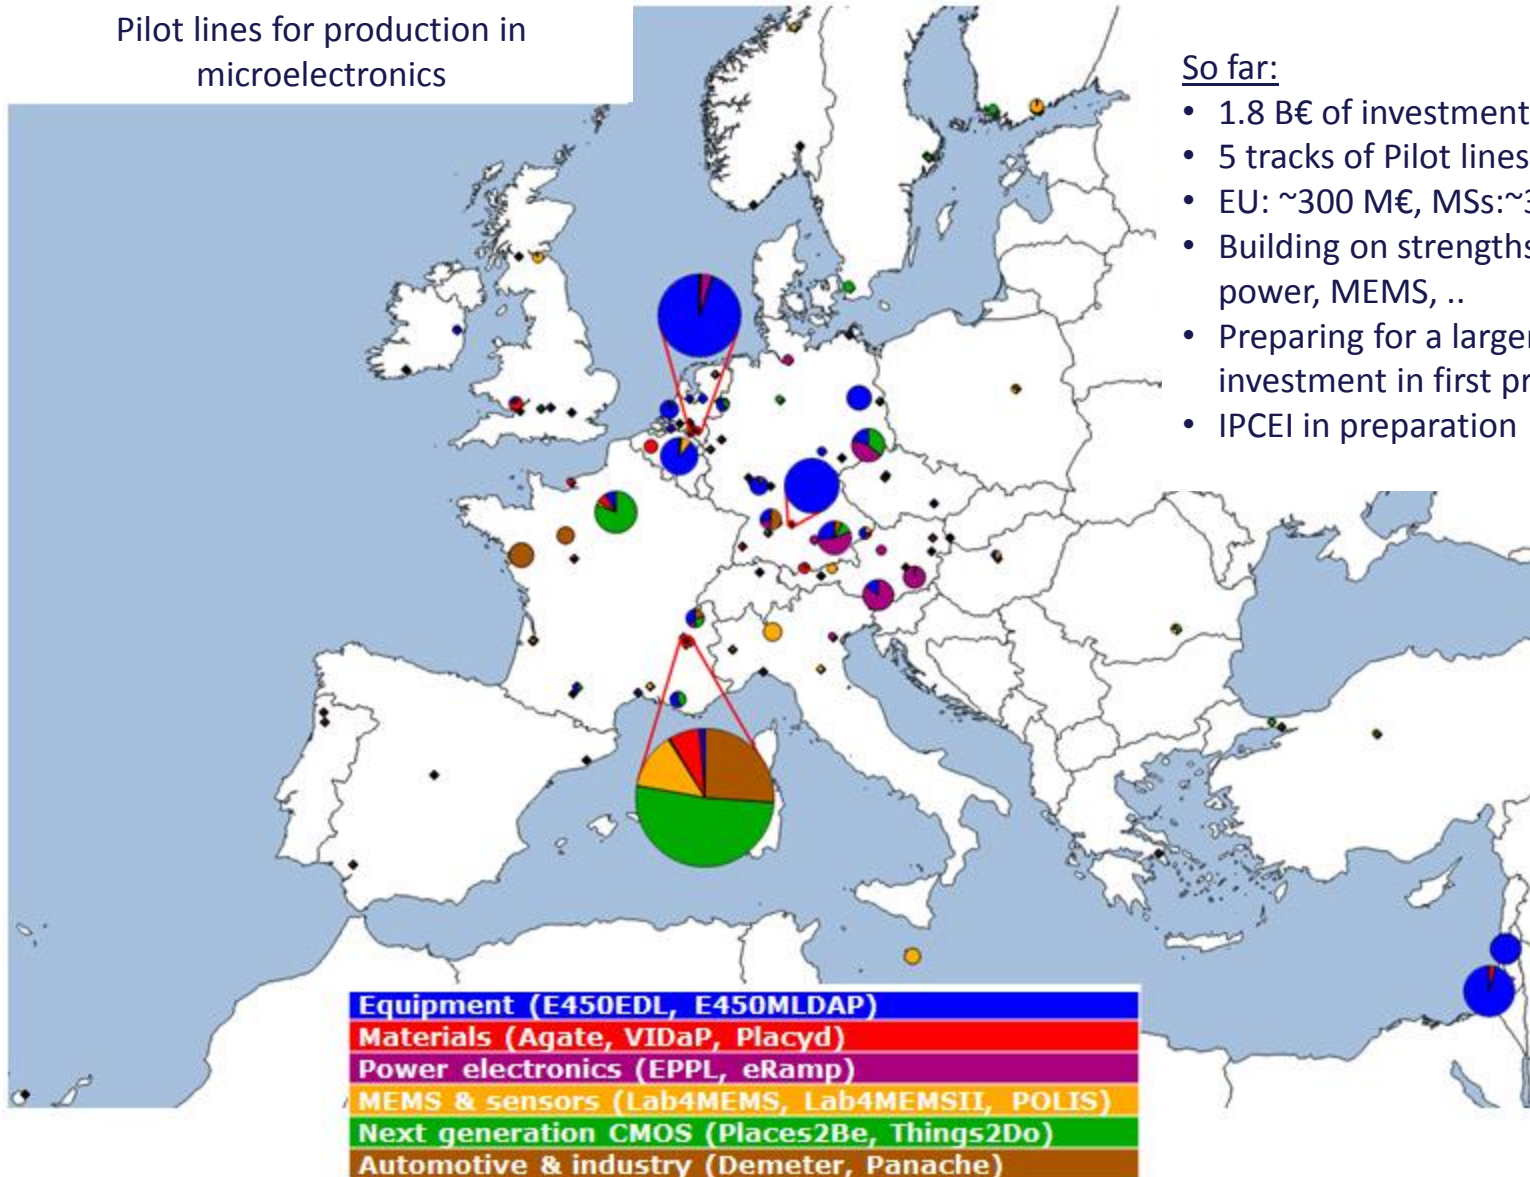 Pilot lines for production in
microelectronics
So far:
• 1.8 B€ of investment
• 5 tracks of Pilot lines
• EU: ~300 M€, MSs:~3
• Building on strengths
power, MEMS, ..
• Preparing for a larger
investment in first pr
• IPCEI in preparation
Equipment (E450EDL, E450MLDAP)
Materials (Agate, VIDaP, Placyd)
Power electronics (EPPL, eRamp)
MEMS & sensors (Lab4MEMS, Lab4MEMSII, POLIS)
Next generation CMOS (Places2Be, Things2Do)
Automotive & industry (Demeter, Panache)